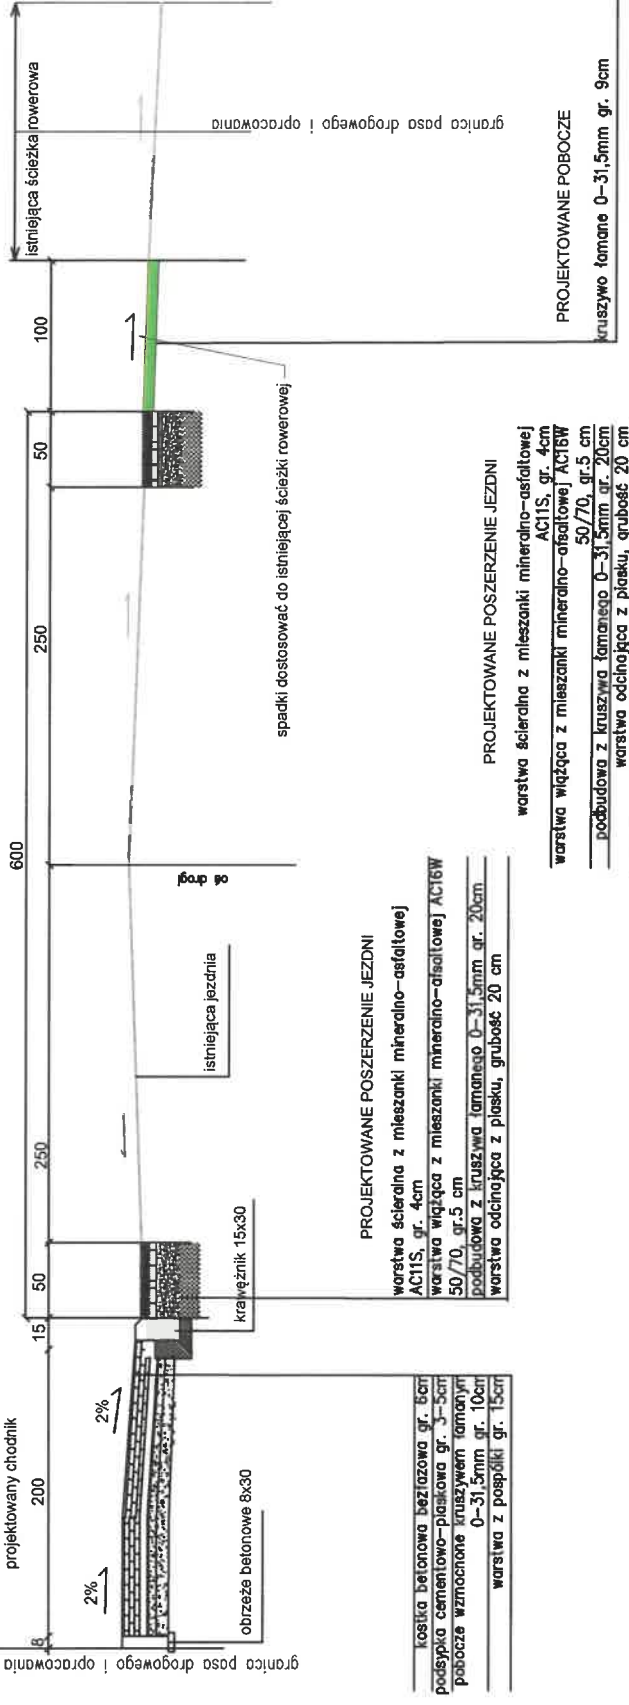 projektowany chodnik
8
200
15
50
250
600
250
50
100
istniejąca ścieżka rowerowa
2%
2%
granica pasa drogowego i opracowania
obrzeże betonowe 8x30
krawężnik 15x30
istniejąca jezdnia
oś drogi
spadki dostosować do istniejącej ścieżki rowerowej
granica pasa drogowego i opracowania
kostka betonowa bezfazowa gr. 6cm
podsypka cementowo-piaskowa gr. 3-5cm
pobocze wzmocnone kruszywem łamanym
0-31,5mm gr. 10cm
warstwa z pospółki gr. 15cm
PROJEKTOWANE POSZERZENIE JEZDNI
warstwa ścieralna z mieszanki mineralno-asfaltowej
AC11S, gr. 4cm
warstwa wiążąca z mieszanki mineralno-afsaltowej AC16W
50/70, gr.5 cm
podbudowa z kruszywa łamanego 0-31,5mm gr. 20cm
warstwa odcinająca z piasku, grubość 20 cm
PROJEKTOWANE POSZERZENIE JEZDNI
warstwa ścieralna z mieszanki mineralno-asfaltowej
AC11S, gr. 4cm
warstwa wiążąca z mieszanki mineralno-afsaltowej AC16W
50/70, gr.5 cm
podbudowa z kruszywa łamanego 0-31,5mm gr. 20cm
warstwa odcinająca z piasku, grubość 20 cm
PROJEKTOWANE POBOCZE
kruszywo łamane 0-31,5mm gr. 9cm